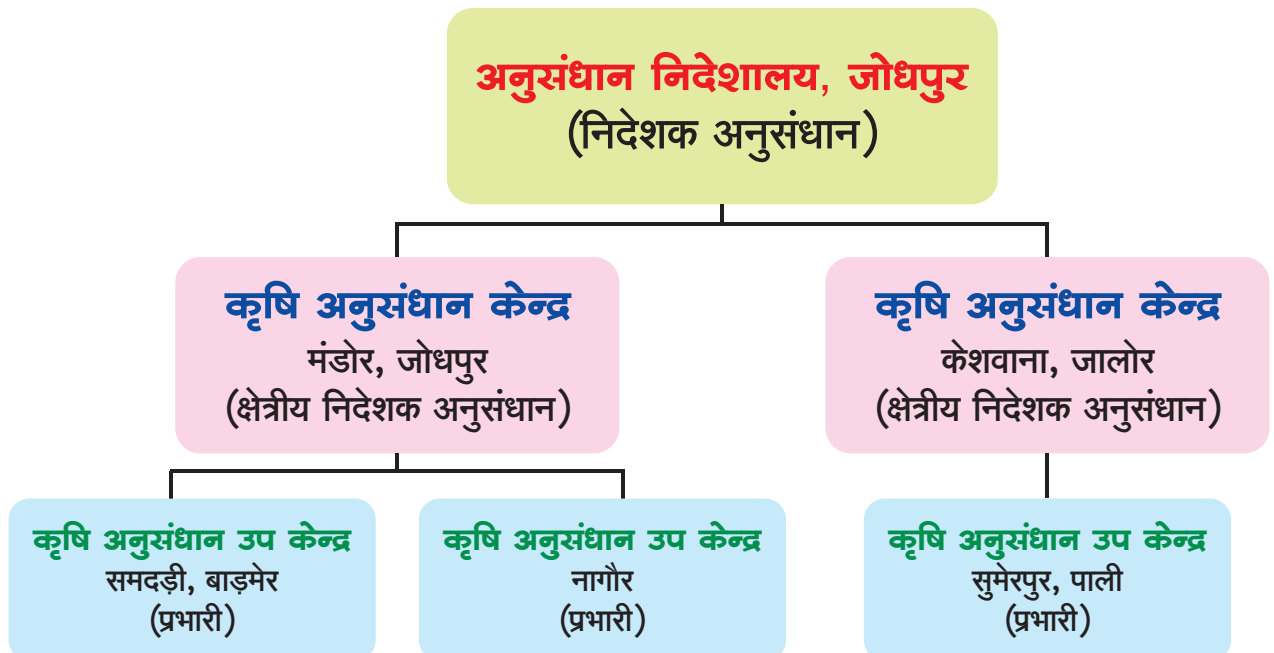 अनुसंधान निदेशालय, जोधपुर
(निदेशक अनुसंधान)
कृषि अनुसंधान केन्द्र
मंडोर, जोधपुर
(क्षेत्रीय निदेशक अनुसंधान)
कृषि अनुसंधान केन्द्र
केशवाना, जालोर
(क्षेत्रीय निदेशक अनुसंधान)
कृषि अनुसंधान उप केन्द्र
समदड़ी, बाड़मेर
(प्रभारी)
कृषि अनुसंधान उप केन्द्र
नागौर
(प्रभारी)
कृषि अनुसंधान उप केन्द्र
सुमेरपुर, पाली
(प्रभारी)